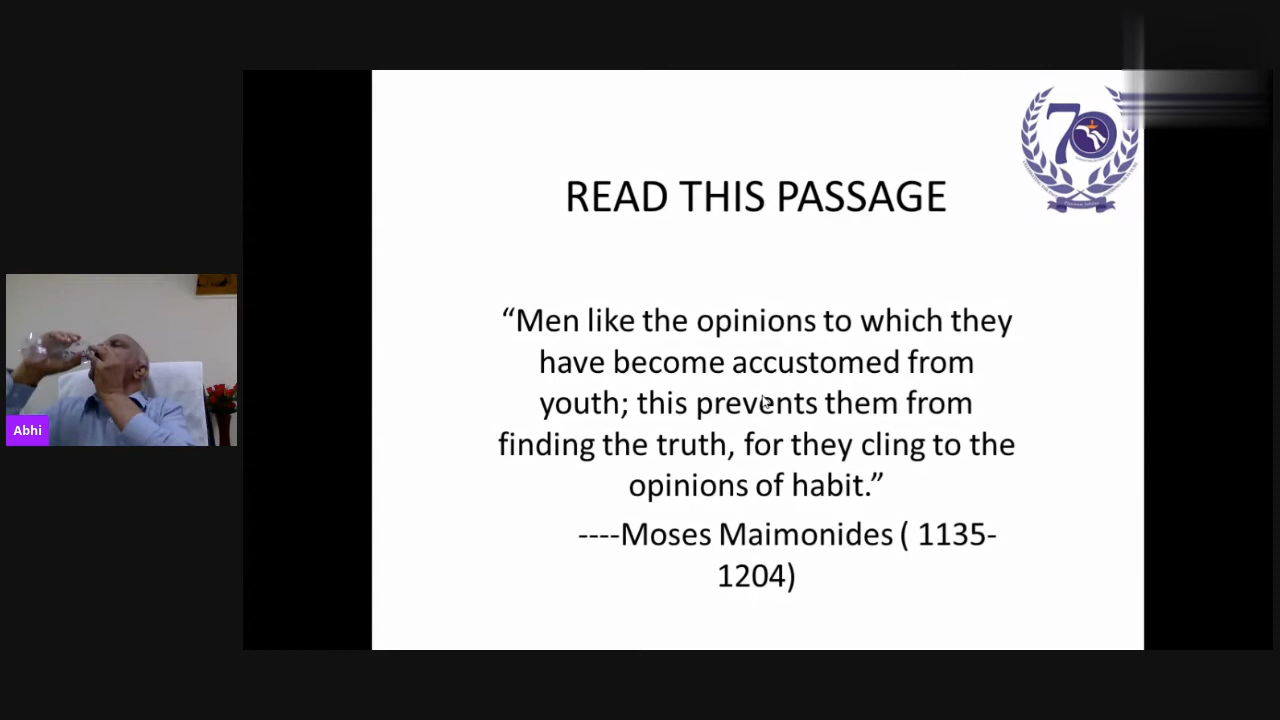 READ THIS PASSAGE
“Men like the opinions to which they
have become accustomed from
youth; this prevents them from
finding the truth, for they cling to the
opinions of habit.”
----Moses Maimonides ( 1135-
1204)
Abhi
70